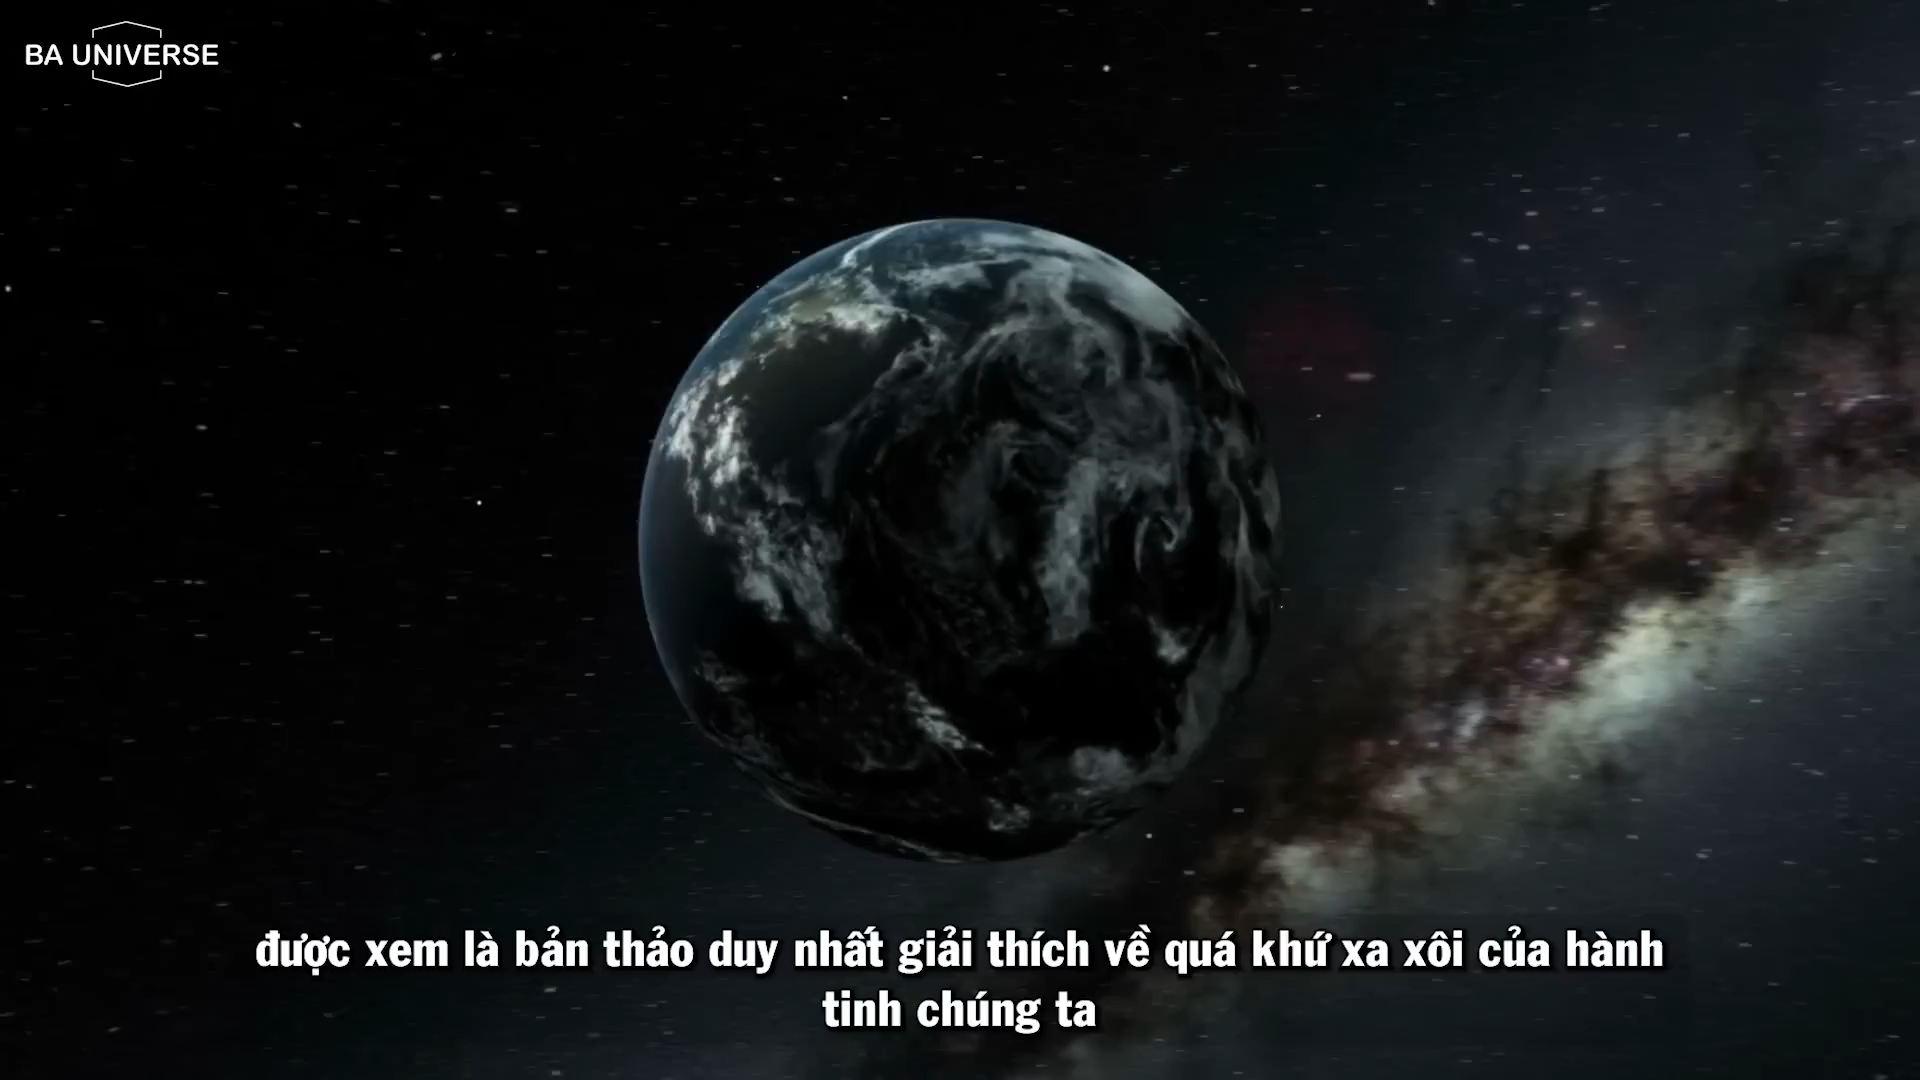 BA UNIVERSE
được xem là bản thảo duy nhất giải thích về quá khứ xa xôi của hành
tinh chúng ta